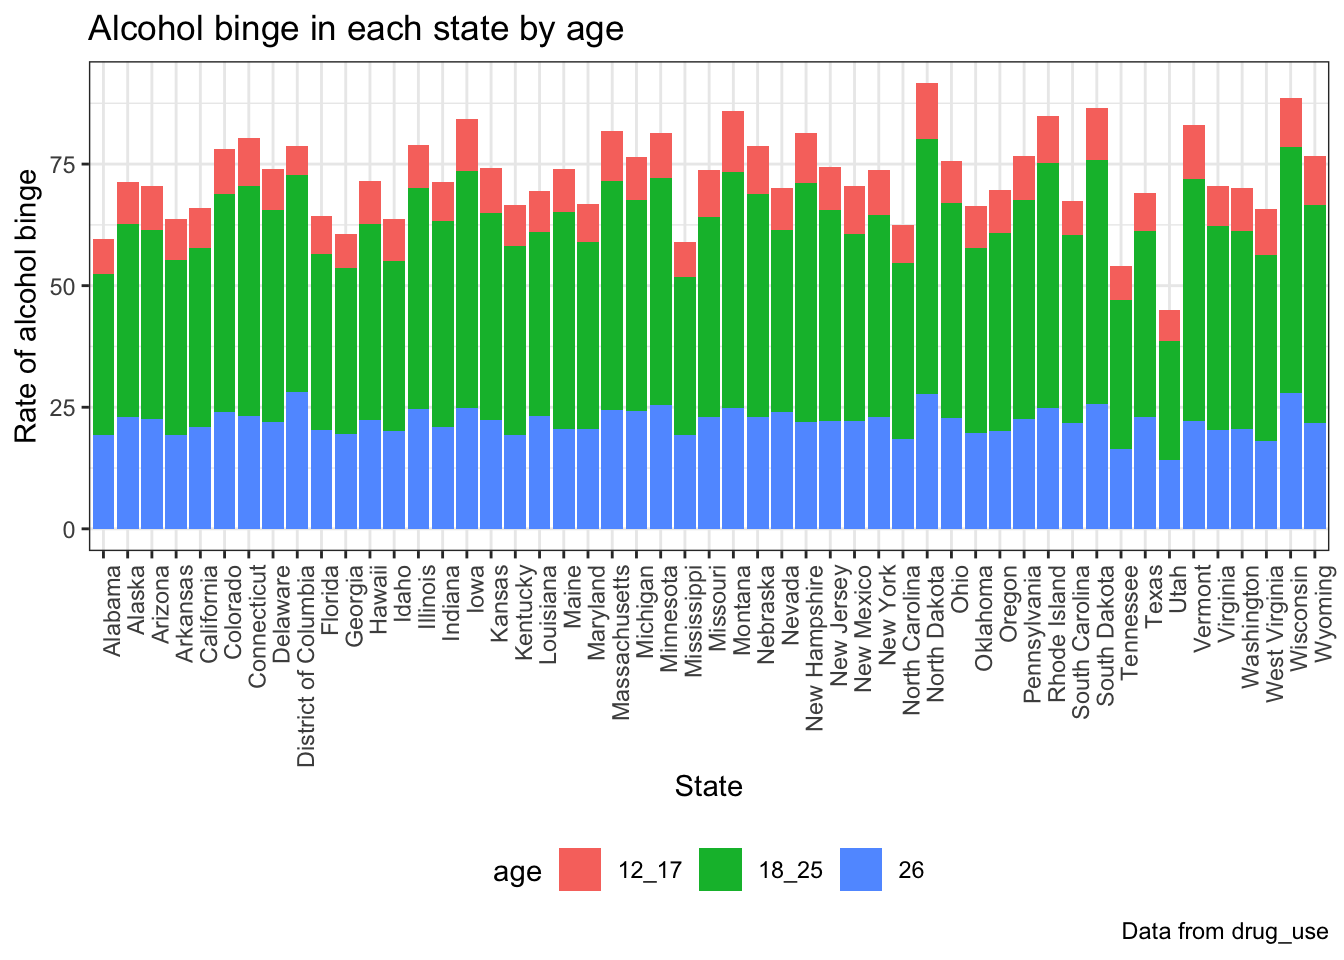 Alcohol binge in each state by age
Rate of alcohol binge
75
50
25
0
Alabama
Alaska
Arizona
Arkansas
California
Colorado
Connecticut
Delaware
District of Columbia
Florida
Georgia
Hawaii
Idaho
Illinois
Indiana
Iowa
Kansas
Kentucky
Louisiana
Maine
Maryland
Massachusetts
Michigan
Minnesota
Mississippi
Missouri
Montana
Nebraska
Nevada
New Hampshire
New Jersey
New Mexico
New York
North Carolina
North Dakota
Ohio
Oklahoma
Oregon
Pennsylvania
Rhode Island
South Carolina
South Dakota
Tennessee
Texas
Utah
Vermont
Virginia
Washington
West Virginia
Wisconsin
Wyoming
State
age 12_17 18_25 26
Data from drug_use